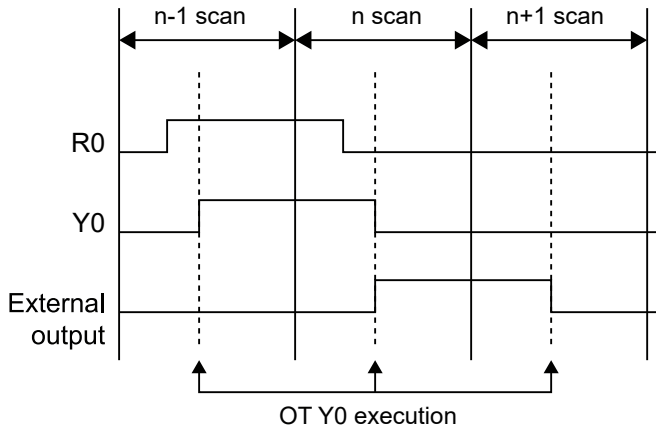 n-1 scan
n scan
n+1 scan
R0
Y0
External
output
OT Y0 execution